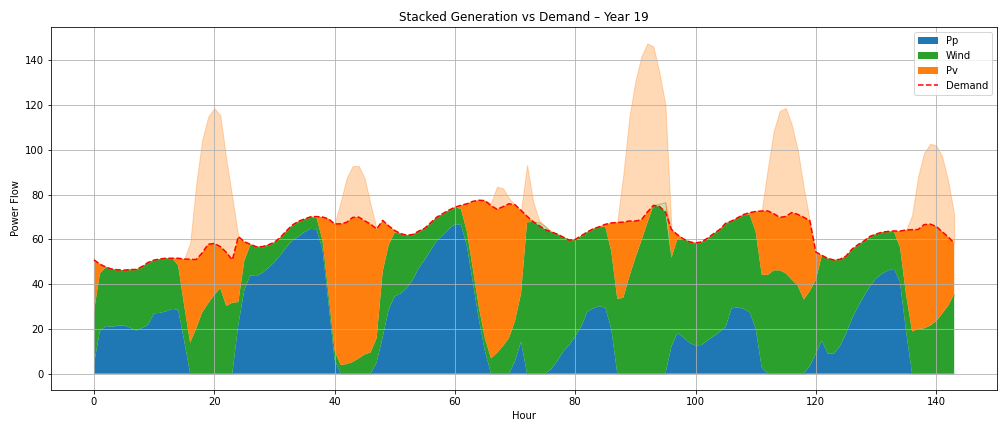 Stacked Generation vs Demand – Year 19
Power Flow
140
120
100
80
60
40
20
0
0 20 40 60 80 100 120 140
Hour
Pp
Wind
Pv
Demand